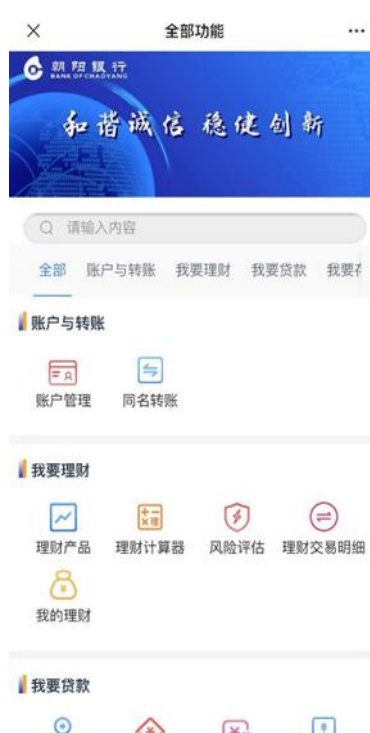 全部功能
朝阳银行
BANK OF CHAOYANG
和谐诚信 稳健创新
请输入内容
全部 账户与转账 我要理财 我要贷款 我要存
账户与转账
账户管理 同名转账
我要理财
理财产品 理财计算器 风险评估 理财交易明细
我的理财
我要贷款